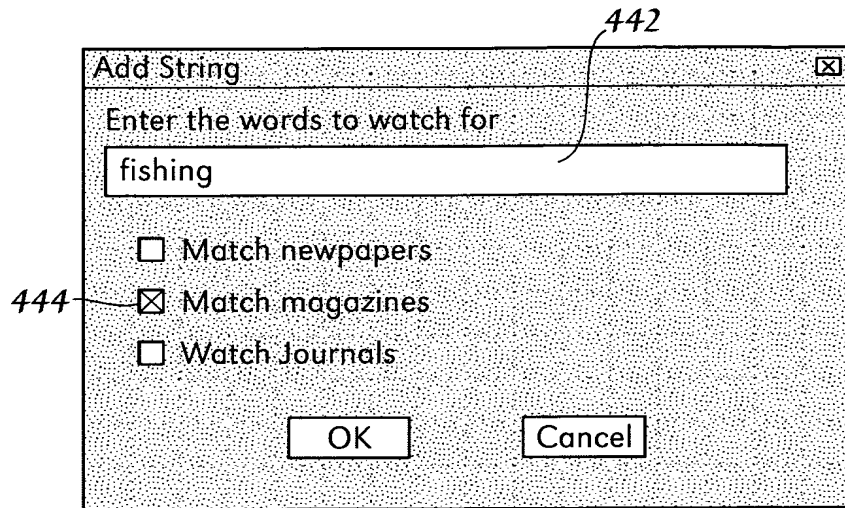 442
Add String
Enter the words to watch for
fishing
Match newpapers
444 Match magazines
Watch Journals
OK Cancel